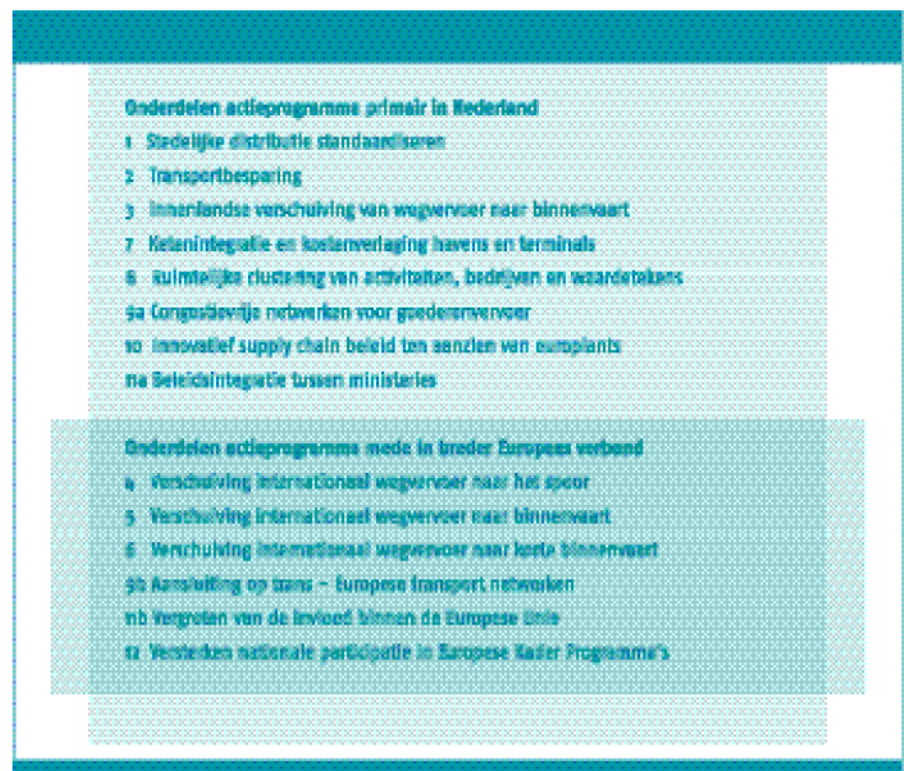 Onderdelen actieprogramma primair in Nederland
1 Stedelijke distributie standaardiseren
2 Transportbesparing
3 Innenlandse verschuiving van wegvervoer naar binnenvaart
7 Ketenintegratie en kostenverlaging havens en terminals
8 Ruimtelijke clustering van activiteiten, bedrijven en waardetekens
9a Congestievrije netwerken voor goederenvervoer
10 Innovatief supply chain beleid ten aanzien van europlants
11a Beleidsintegratie tussen ministeries
Onderdelen actieprogramma mede in breder Europees verband
4 Verschuiving internationaal wegvervoer naar het spoor
5 Verschuiving internationaal wegvervoer naar binnenvaart
6 Verschuiving internationaal wegvervoer naar korte binnenvaart
9b Aansluiting op trans – Europese transport netwerken
11b Vergroten van de invloed binnen de Europese Unie
12 Versterken nationale participatie in Europese Kader Programma's